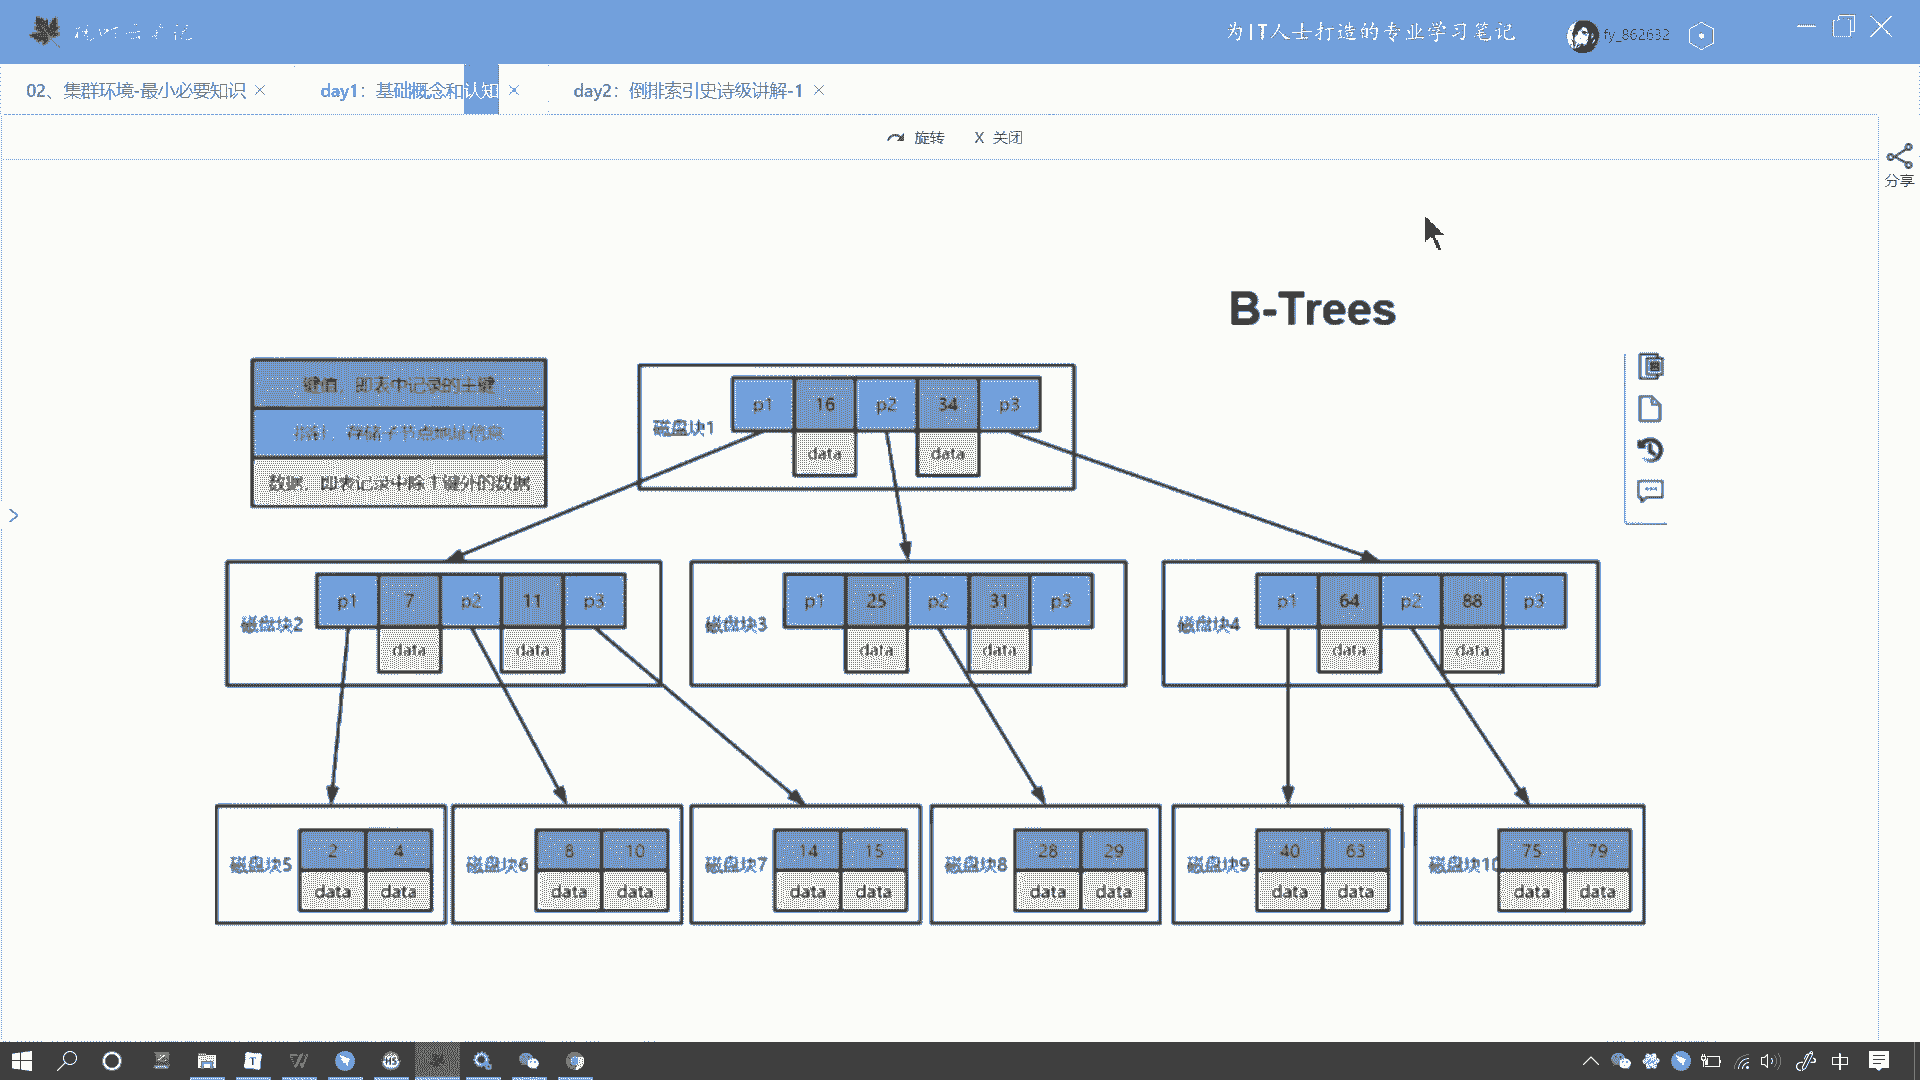 为IT人士打造的专业学习笔记
fy_862632
02、集群环境-最小必要知识
day1：基础概念和认知
day2：倒排索引史诗级讲解-1
旋转
X 关闭
分享
B-Trees
键值，即表中记录的主键
指针，存储子节点地址信息
数据，即表记录中除主键外的数据
磁盘块1
p1 16 p2 34 p3
data data
磁盘块2
p1 7 p2 11 p3
data data
磁盘块3
p1 25 p2 31 p3
data data
磁盘块4
p1 64 p2 88 p3
data data
磁盘块5
2 4
data data
磁盘块6
8 10
data data
磁盘块7
14 15
data data
磁盘块8
28 29
data data
磁盘块9
40 63
data data
磁盘块10
75 79
data data
中